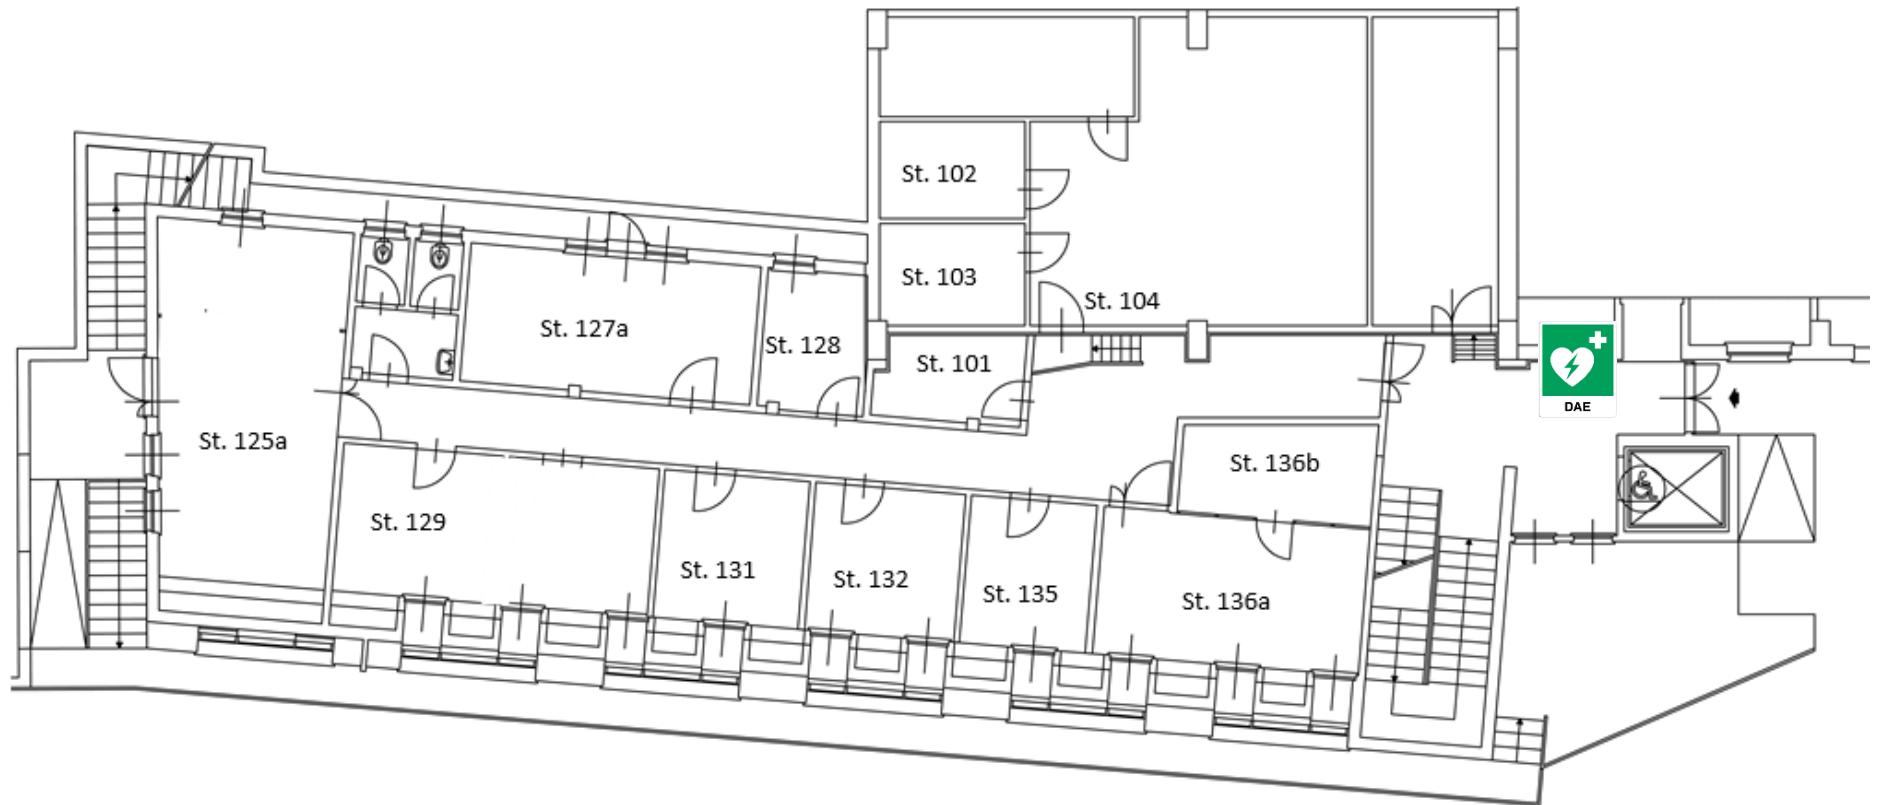 St. 102
St. 103
St. 104
St. 127a
St. 128
St. 101
DAE
St. 125a
St. 136b
St. 129
St. 131
St. 132
St. 135
St. 136a